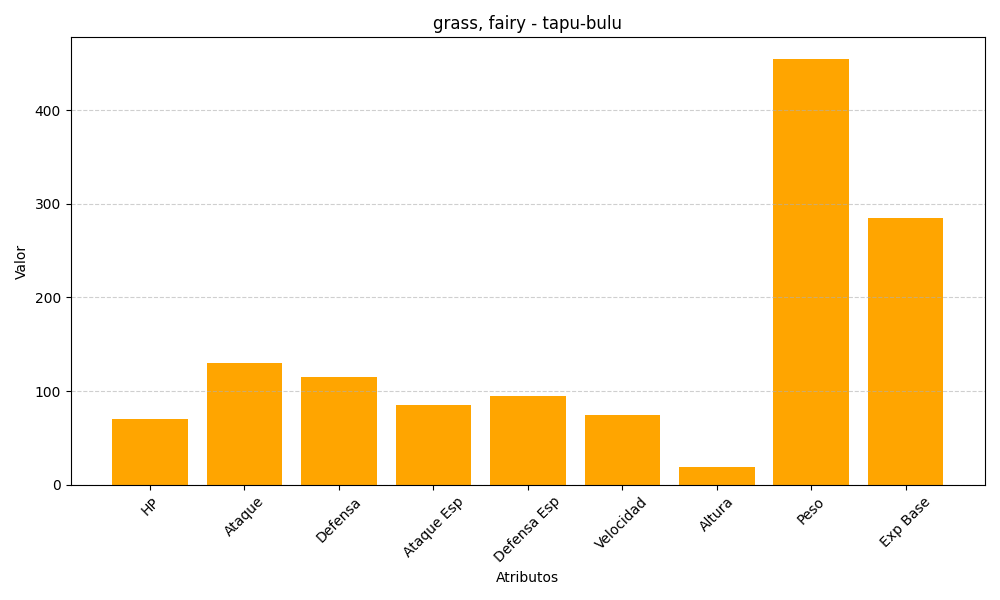 grass, fairy - tapu-bulu
Valor
400
300
200
100
0
HP
Ataque
Defensa
Ataque Esp
Defensa Esp
Velocidad
Altura
Peso
Exp Base
Atributos